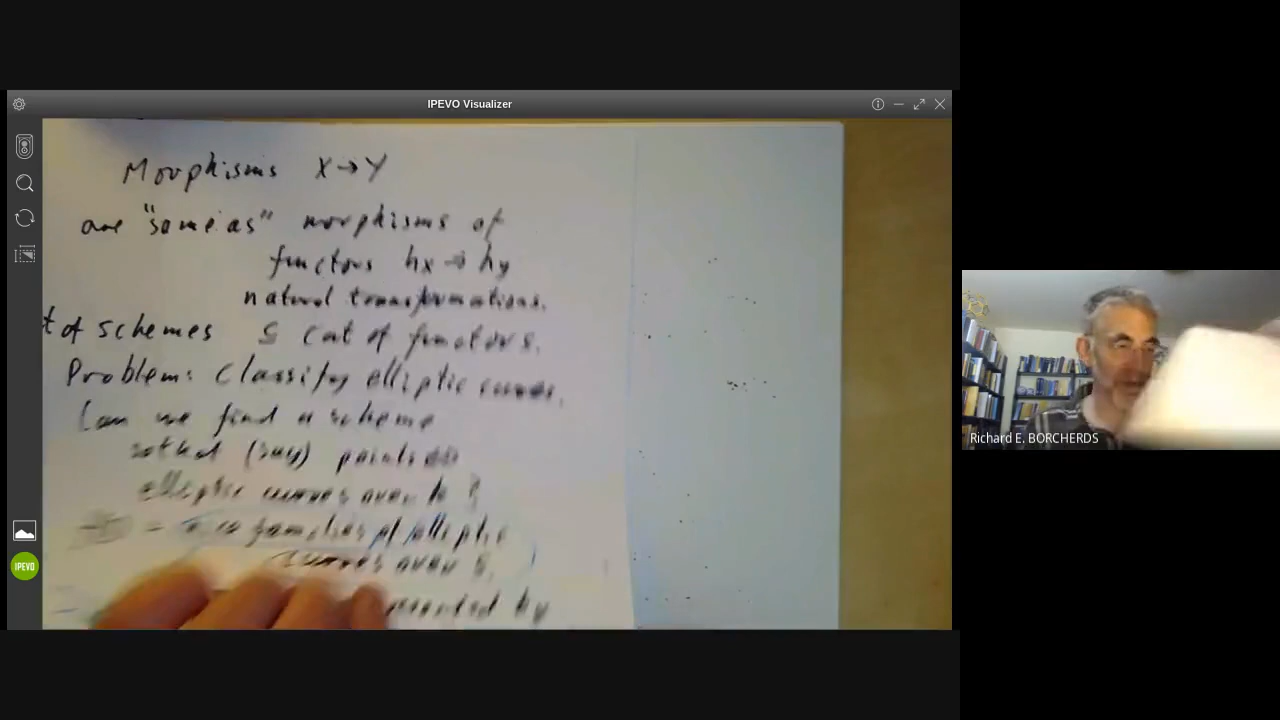 IPEVO Visualizer
Morphisms X→Y
are "same as" morphisms of
functors hx → hy
natural transformations.
t of schemes ⊆ cat of functors.
Problem: Classify elliptic curves.
Can we find a scheme
so that (say) points
elliptic curves over k ?
= families of elliptic
curves over S.
by
IPEVO
Richard E. BORCHERDS